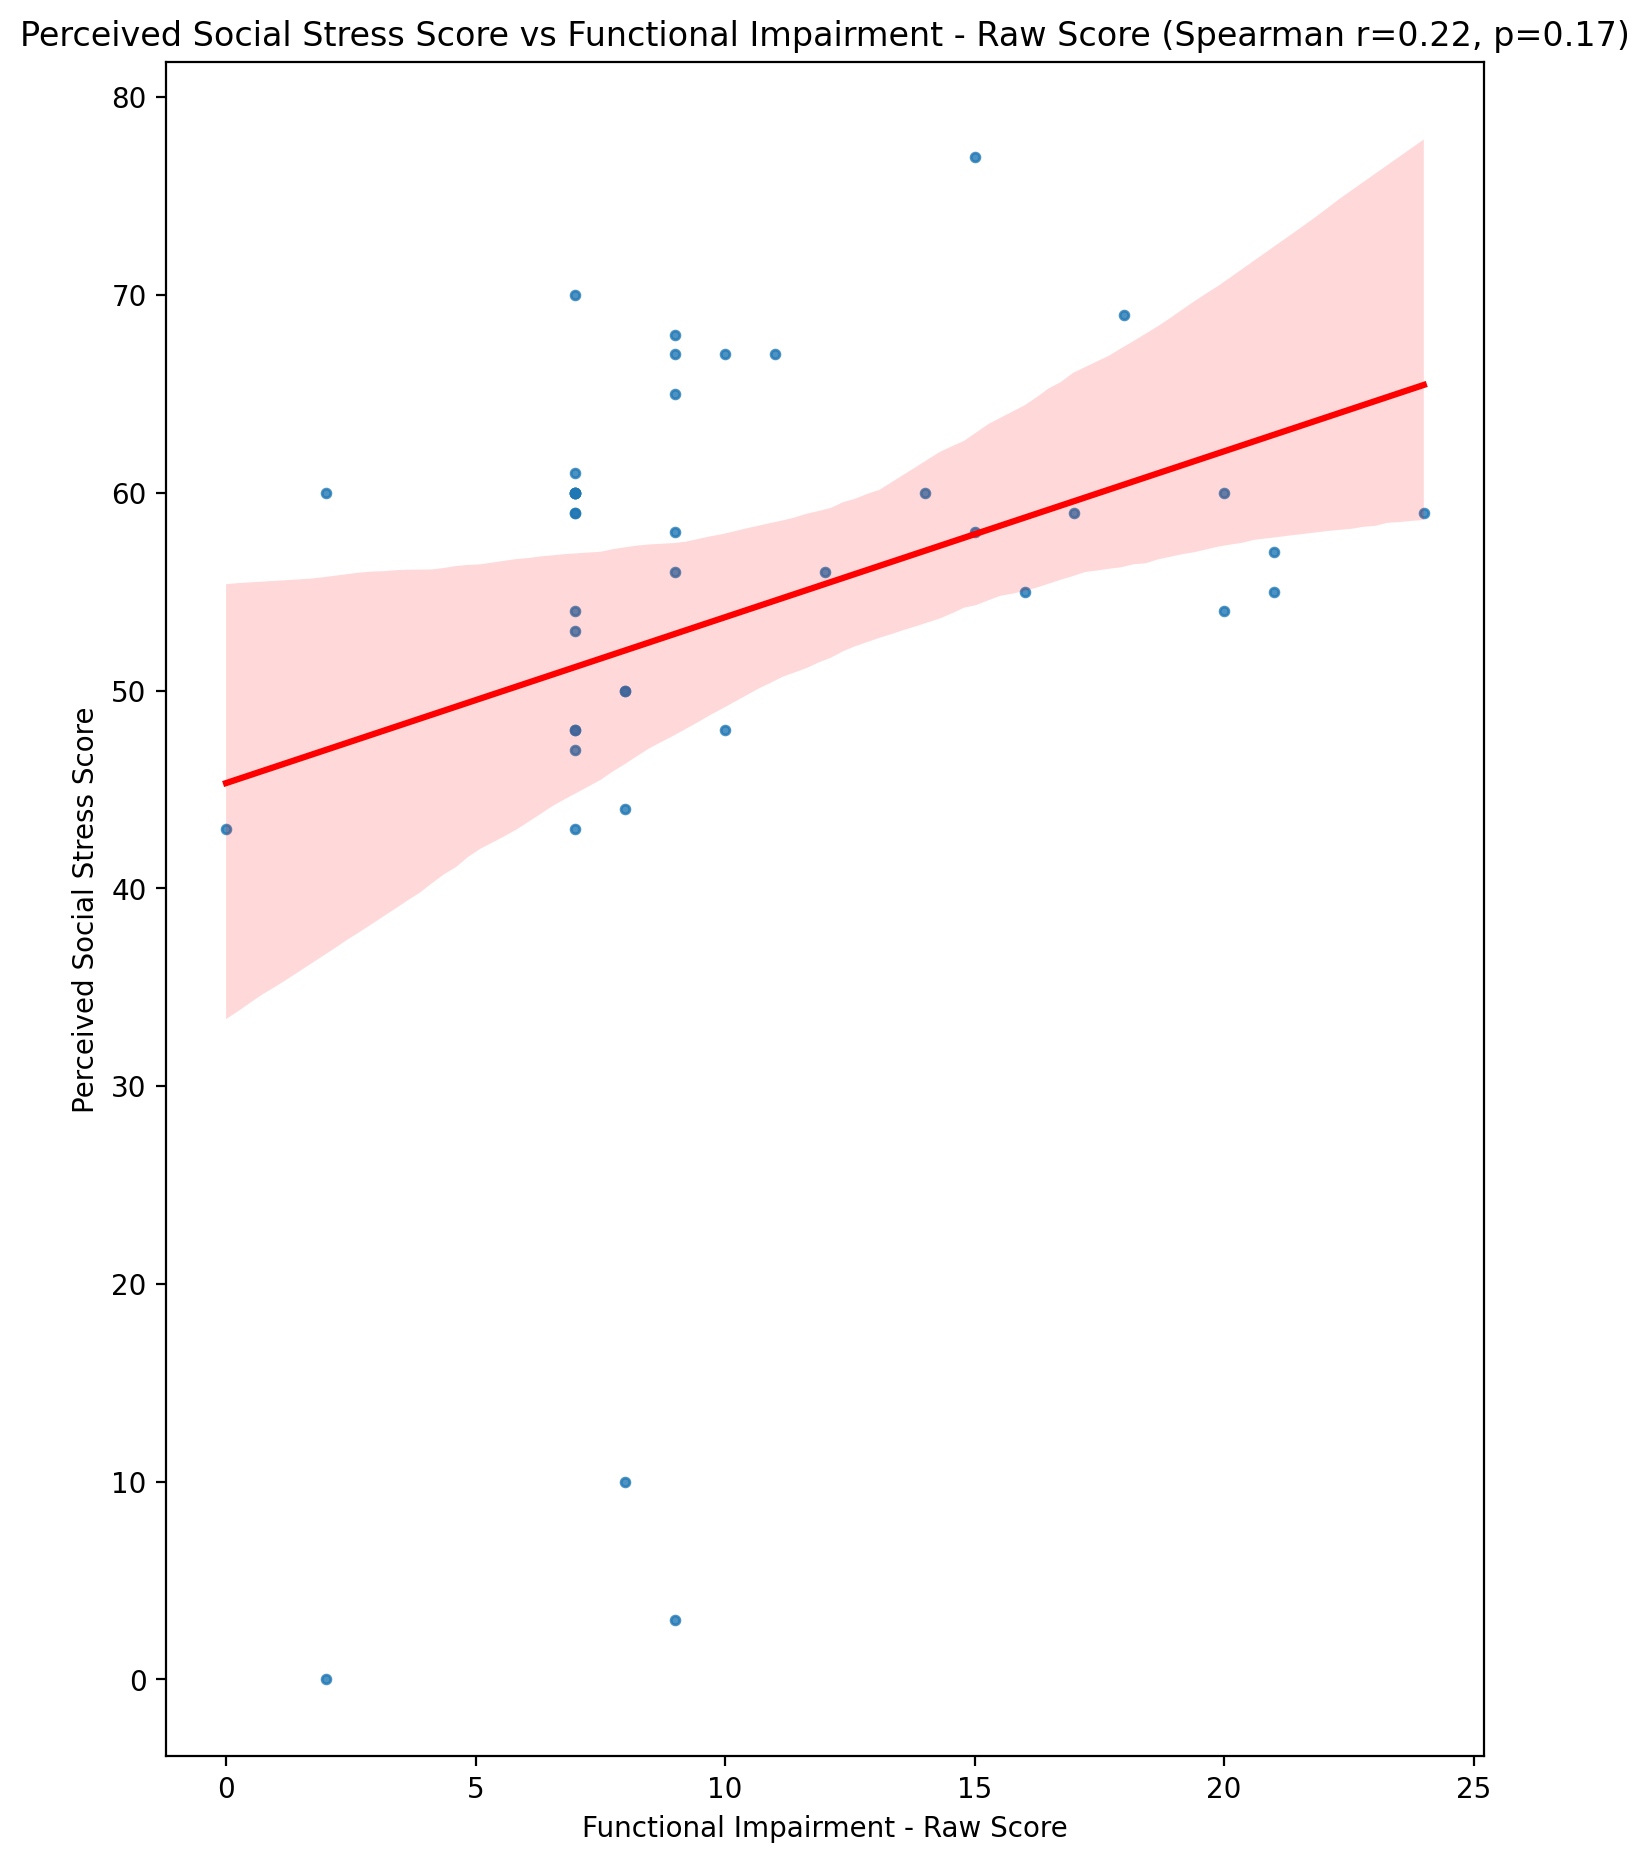 Perceived Social Stress Score vs Functional Impairment - Raw Score (Spearman r=0.22, p=0.17)
80
70
60
50
40
30
20
10
0
Perceived Social Stress Score
0 5 10 15 20 25
Functional Impairment - Raw Score